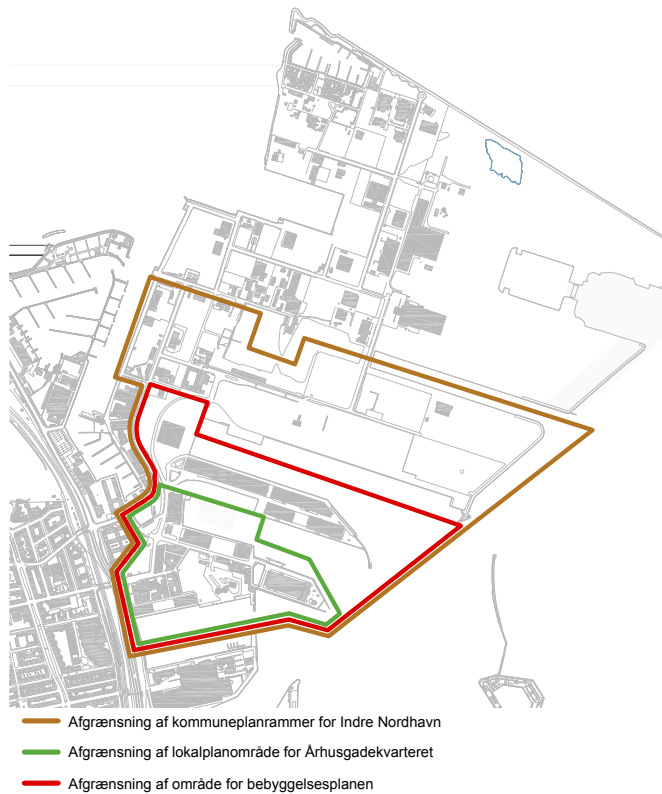 Afgrænsning af kommuneplanrammer for Indre Nordhavn
Afgrænsning af lokalplanområde for Århusgadekvarteret
Afgrænsning af område for bebyggelsesplanen